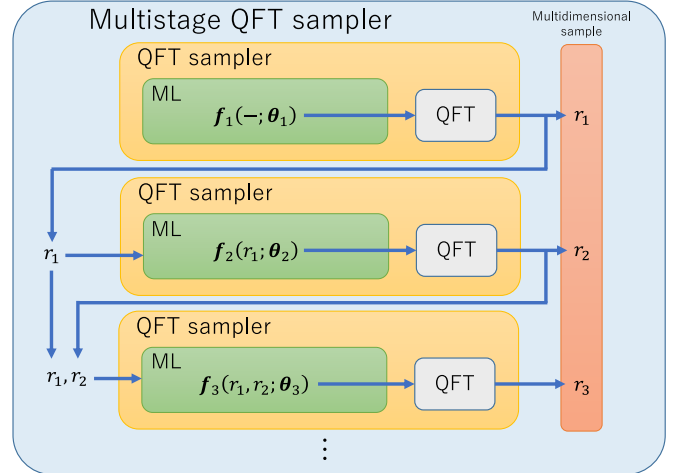 Multistage QFT sampler
Multidimensional
sample
QFT sampler
ML
𝒇₁(−; 𝜽₁)
QFT
r₁
QFT sampler
ML
r₁
𝒇₂(r₁; 𝜽₂)
QFT
r₂
QFT sampler
ML
r₁, r₂
𝒇₃(r₁, r₂; 𝜽₃)
QFT
r₃
⋮